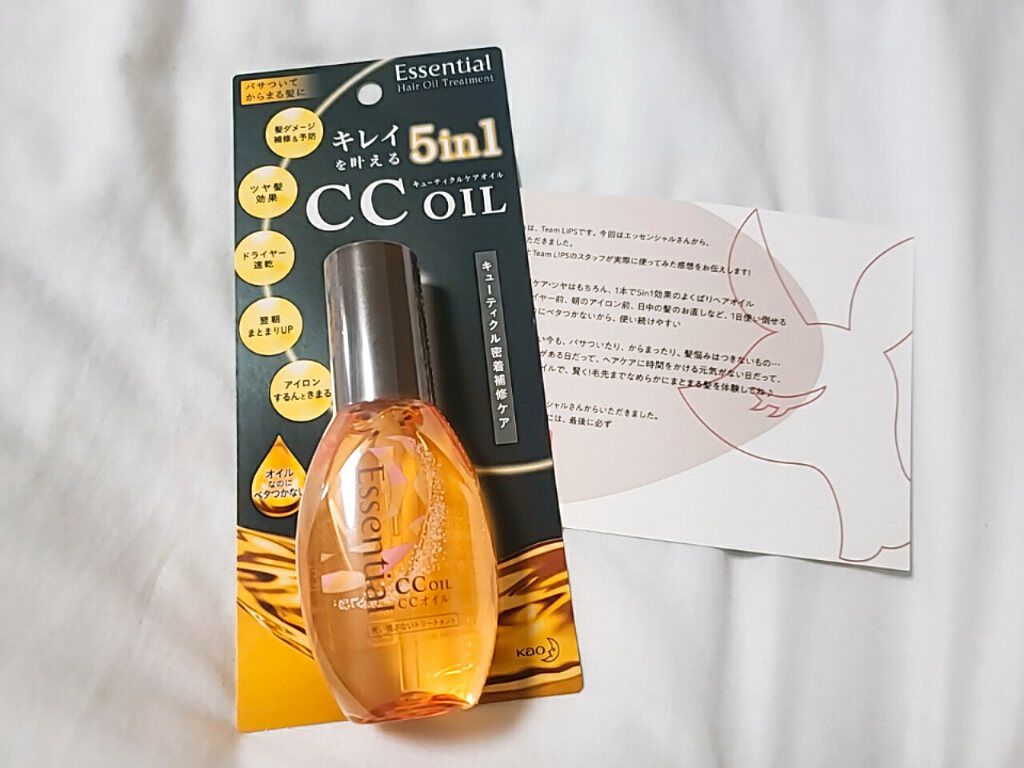 Essential
Hair Oil Treatment
パサついて
からまる髪に
髪ダメージ
補修&予防
キレイ
を叶える
5in1
キューティクルケアオイル
CC OIL
ツヤ髪
効果
ドライヤー
速乾
翌朝
まとまりUP
アイロン
するんときまる
オイル
なのに
ベタつかない
キューティクル密着補修ケア
Essential
CC OIL
CCオイル
洗い流さないトリートメント
Kao
は、Team LIPSです。今回はエッセンシャルさんから、
ただきました。
とTeam LIPSのスタッフが実際に使ってみた感想をお伝えします!
ケア・ツヤはもちろん、1本で5in1効果のよくばりヘアオイル
イヤー前、朝のアイロン前、日中の髪のお直しなど、1日使い倒せる
にベタつかないから、使い続けやすい
い今も、パサついたり、からまったり、髪悩みはつきないもの…
がある日だって、ヘアケアに時間をかける元気がない日だって、
イルで、賢く!毛先までなめらかにまとまる髪を体験してね♪
シャルさんからいただきました。
には、最後に必ず